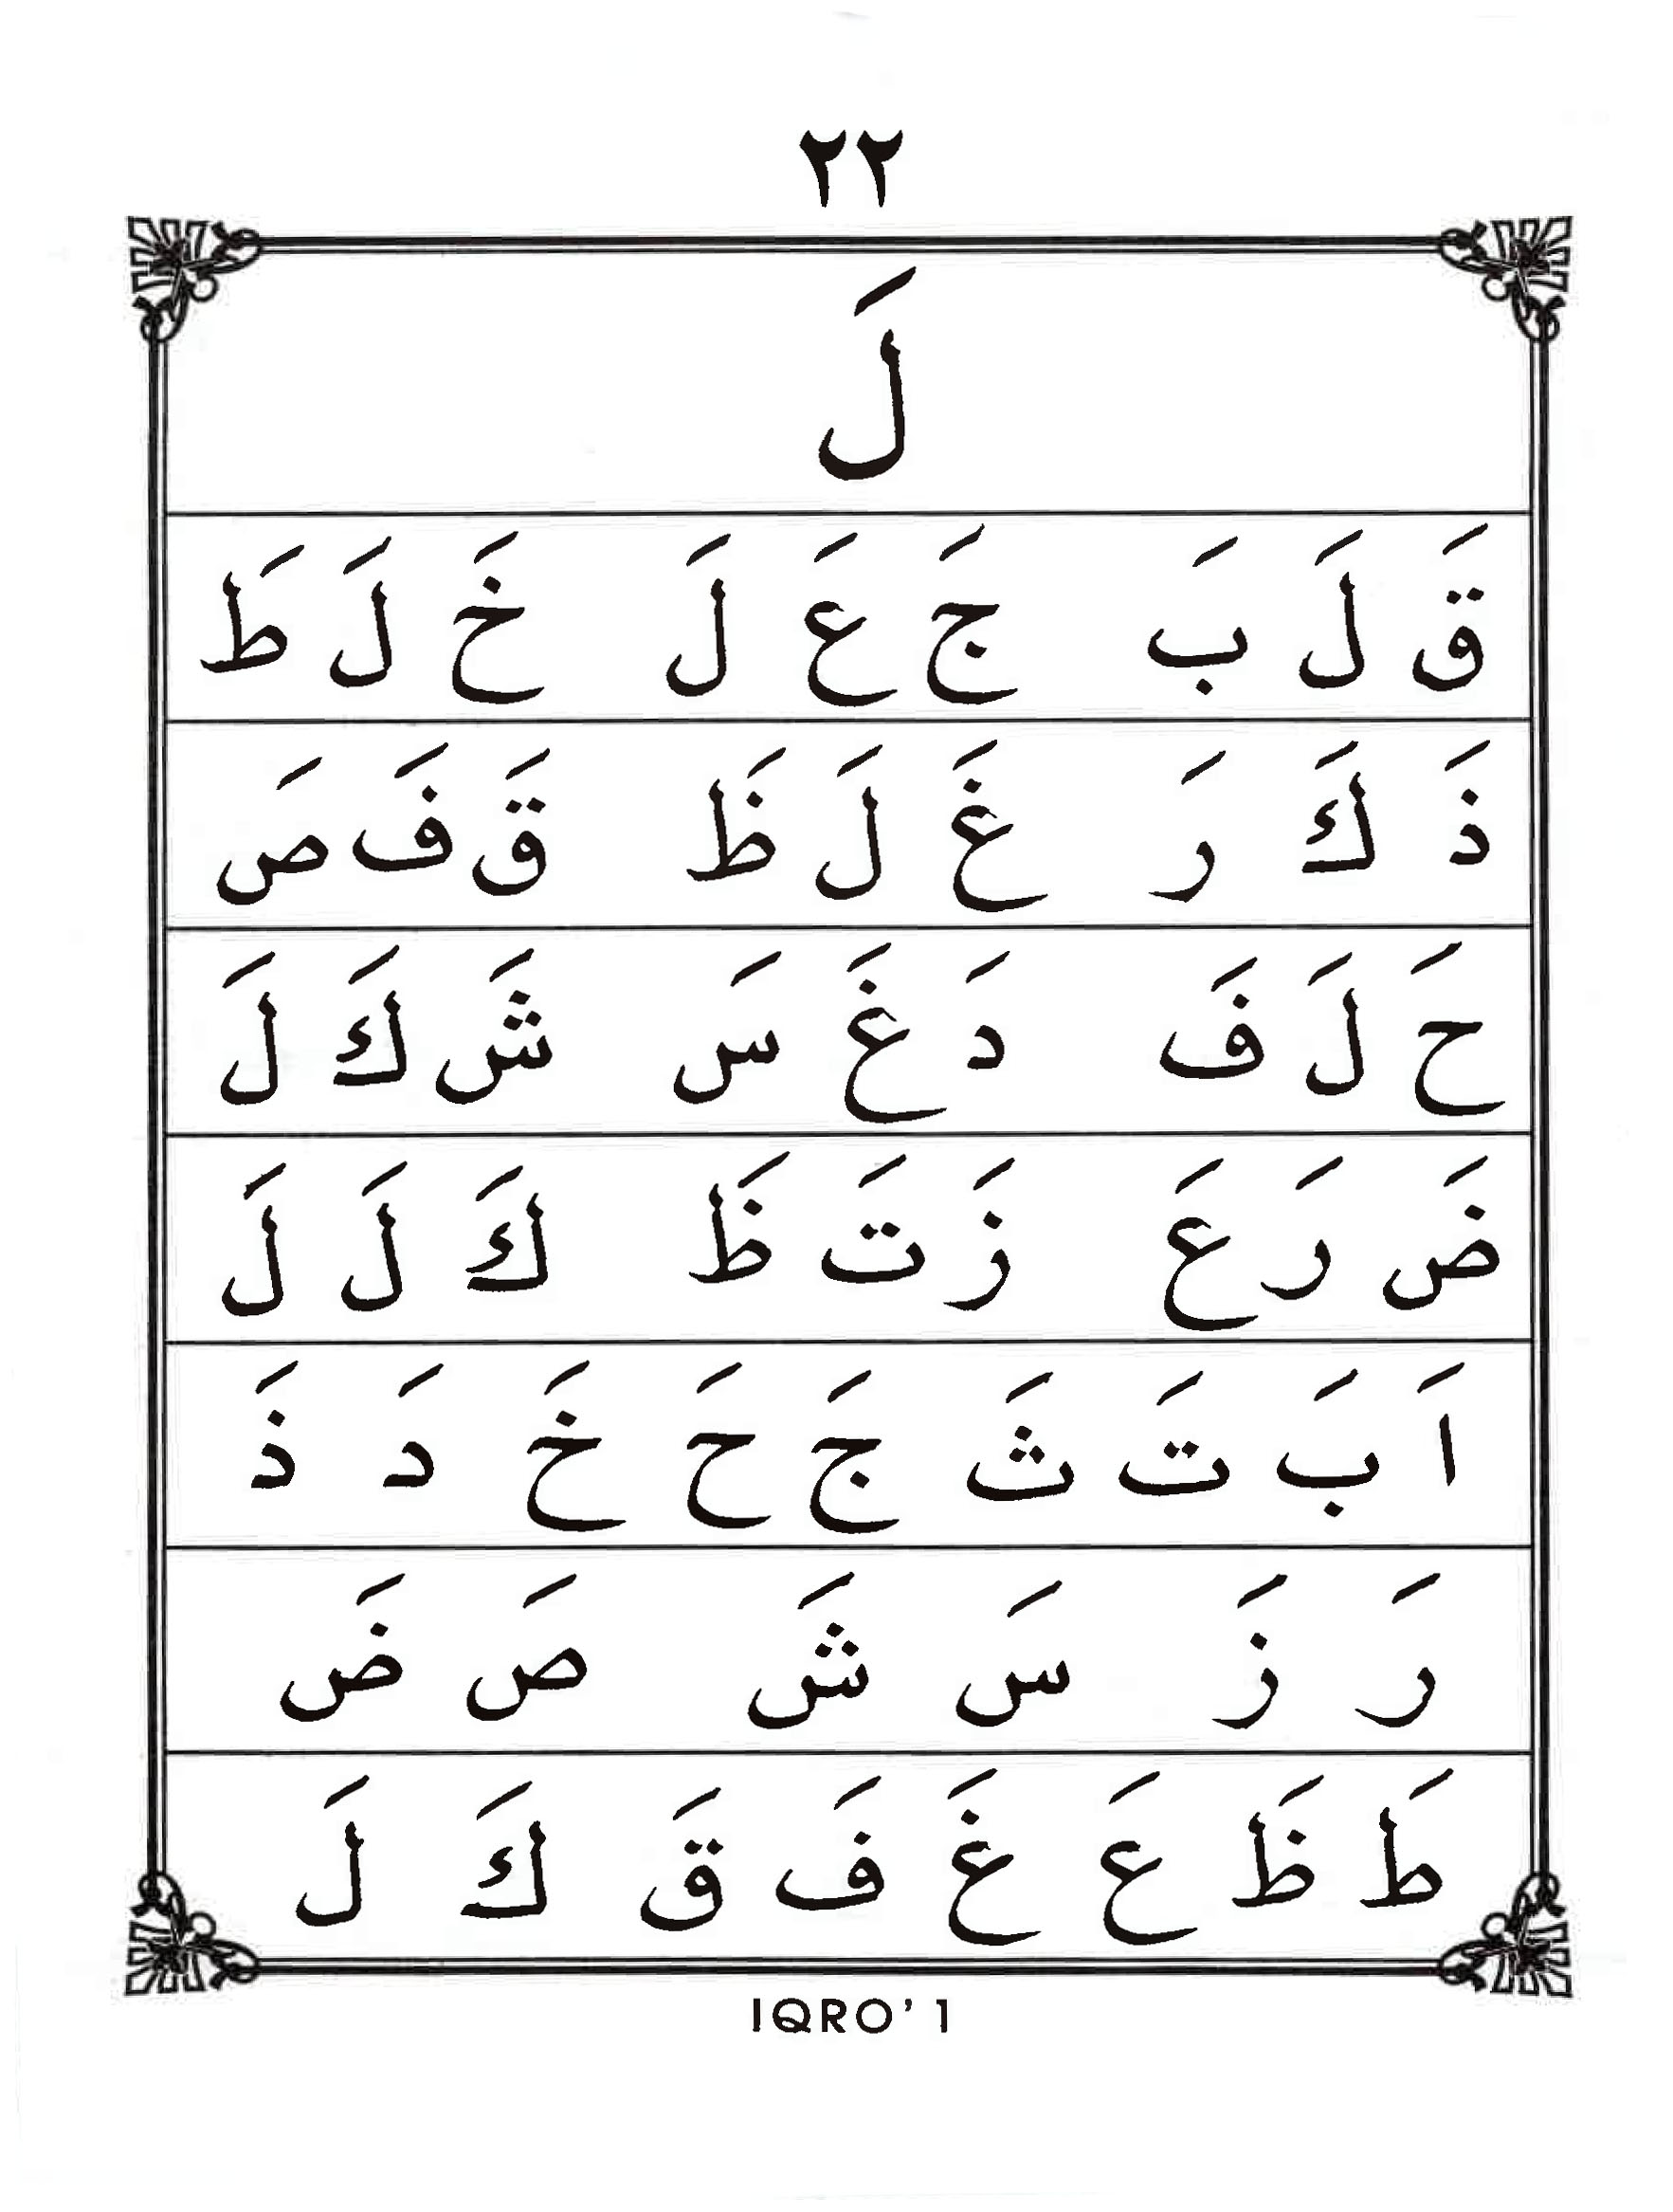 ٢٢
لَ
قَ لَ بَ جَ عَ لَ خَ لَ طَ
ذَ كَ رَ غَ لَ ظَ قَ فَ صَ
حَ لَ فَ دَ غَ سَ شَ كَ لَ
ضَ رَ عَ زَ تَ ظَ كَ لَ لَ
اَ بَ تَ ثَ جَ حَ خَ دَ ذَ
رَ زَ سَ شَ صَ ضَ
طَ ظَ عَ غَ فَ قَ كَ لَ
IQRO’ 1